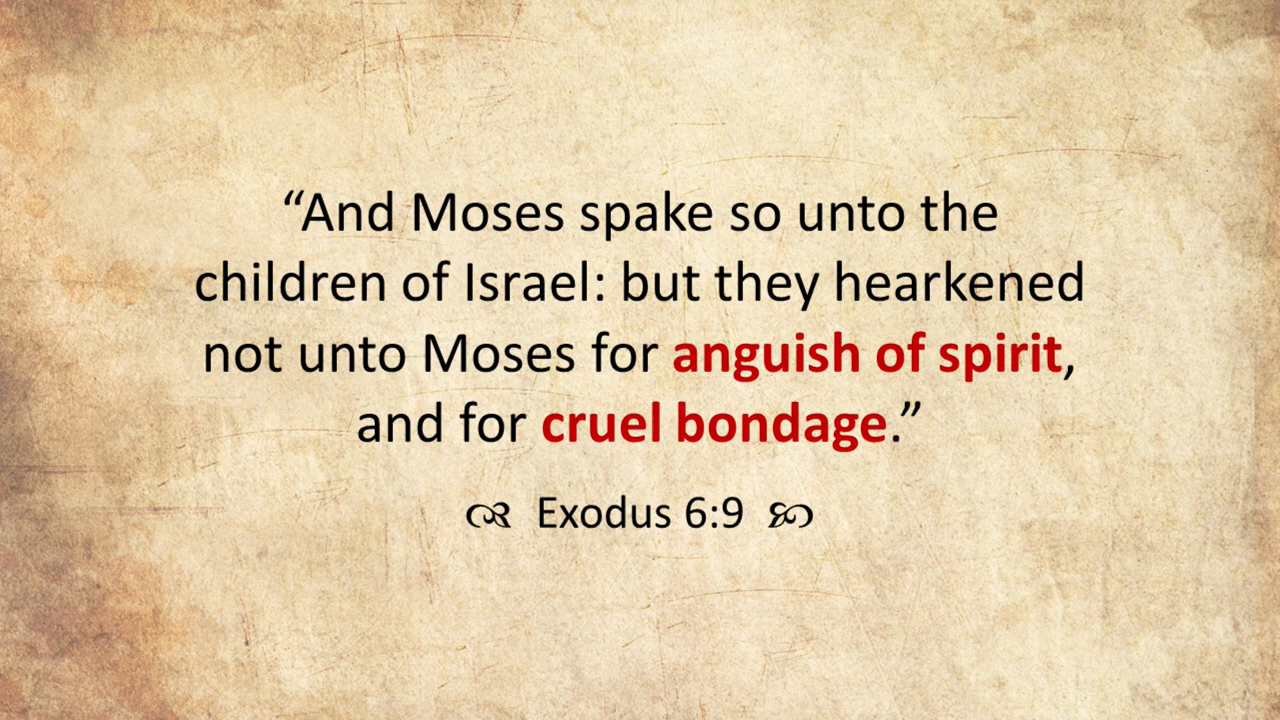 “And Moses spake so unto the
children of Israel: but they hearkened
not unto Moses for anguish of spirit,
and for cruel bondage.”
Exodus 6:9